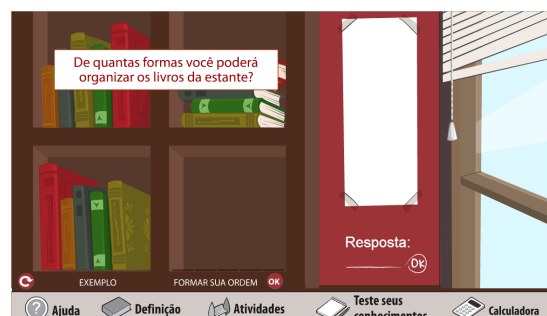 De quantas formas você poderá
organizar os livros da estante?
Resposta:
OK
EXEMPLO
FORMAR SUA ORDEM OK
? Ajuda
Definição
Atividades
Teste seus
conhecimentos
Calculadora